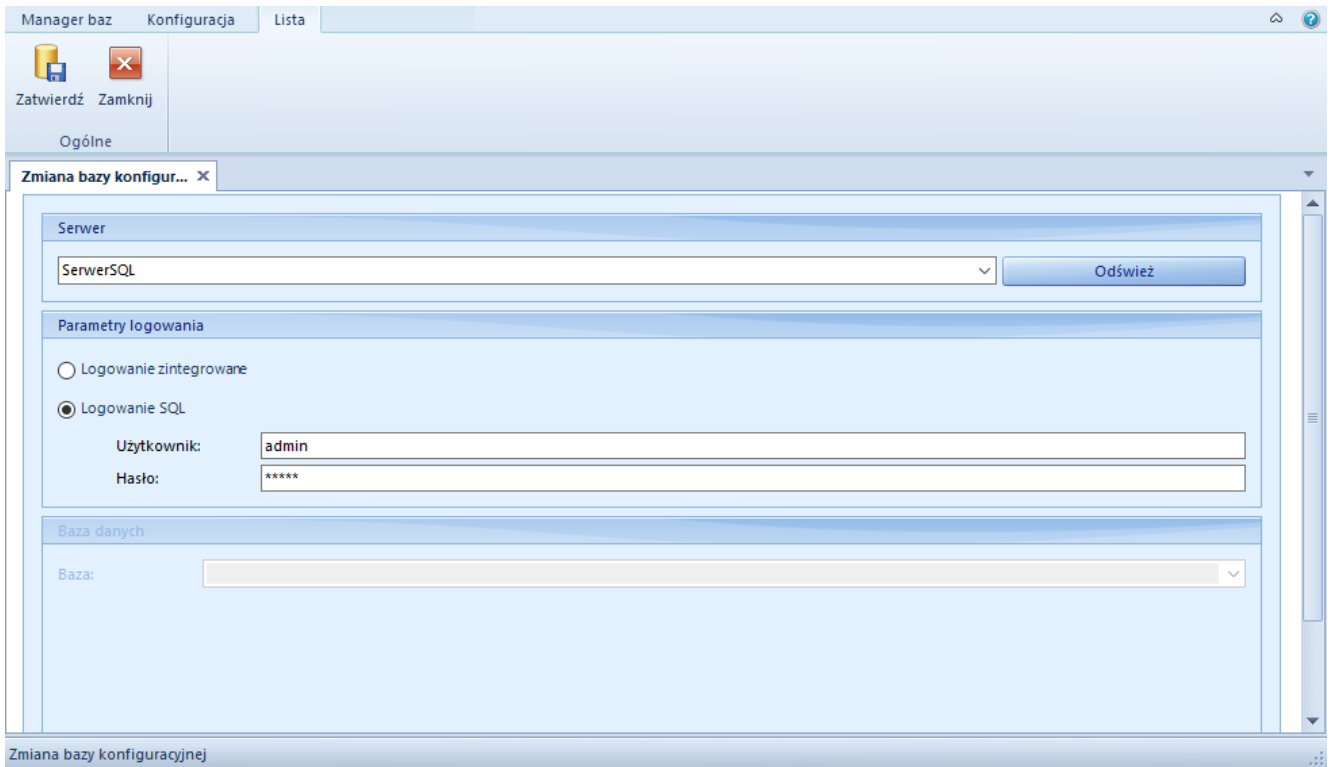 Manager baz Konfiguracja Lista
Zatwierdź Zamknij
Ogólne
Zmiana bazy konfigur...
Serwer
SerwerSQL Odśwież
Parametry logowania
Logowanie zintegrowane
Logowanie SQL
Użytkownik: admin
Hasło: *****
Baza danych
Baza:
Zmiana bazy konfiguracyjnej